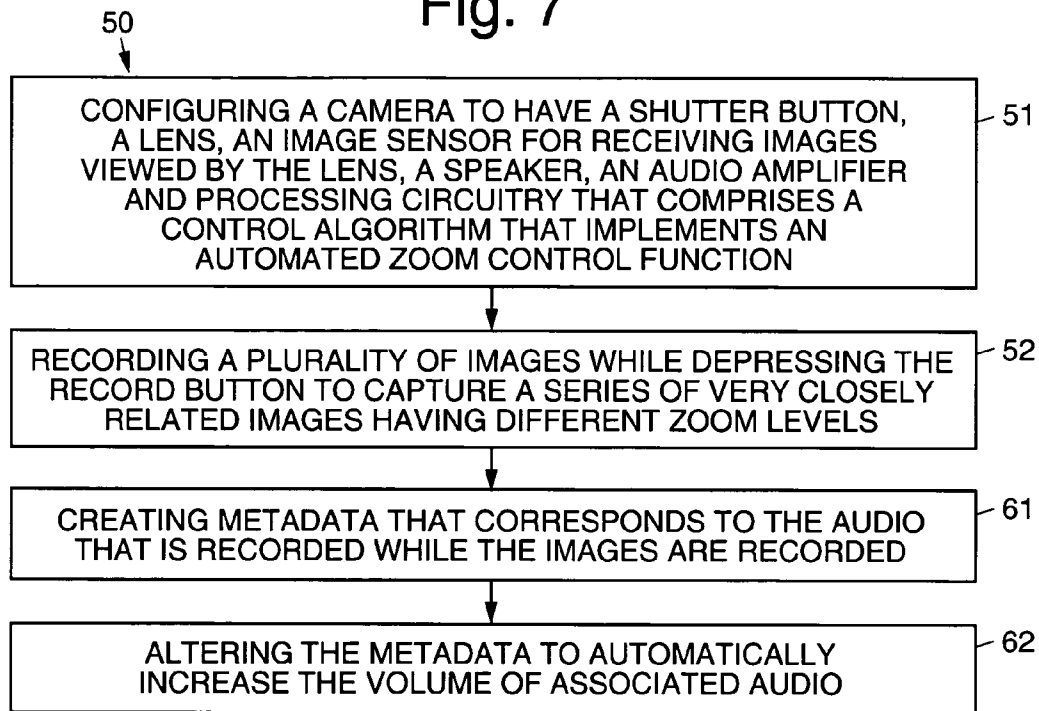 Fig. 7
50
CONFIGURING A CAMERA TO HAVE A SHUTTER BUTTON,
A LENS, AN IMAGE SENSOR FOR RECEIVING IMAGES
VIEWED BY THE LENS, A SPEAKER, AN AUDIO AMPLIFIER
AND PROCESSING CIRCUITRY THAT COMPRISES A
CONTROL ALGORITHM THAT IMPLEMENTS AN
AUTOMATED ZOOM CONTROL FUNCTION
51
RECORDING A PLURALITY OF IMAGES WHILE DEPRESSING THE
RECORD BUTTON TO CAPTURE A SERIES OF VERY CLOSELY
RELATED IMAGES HAVING DIFFERENT ZOOM LEVELS
52
CREATING METADATA THAT CORRESPONDS TO THE AUDIO
THAT IS RECORDED WHILE THE IMAGES ARE RECORDED
61
ALTERING THE METADATA TO AUTOMATICALLY
INCREASE THE VOLUME OF ASSOCIATED AUDIO
62